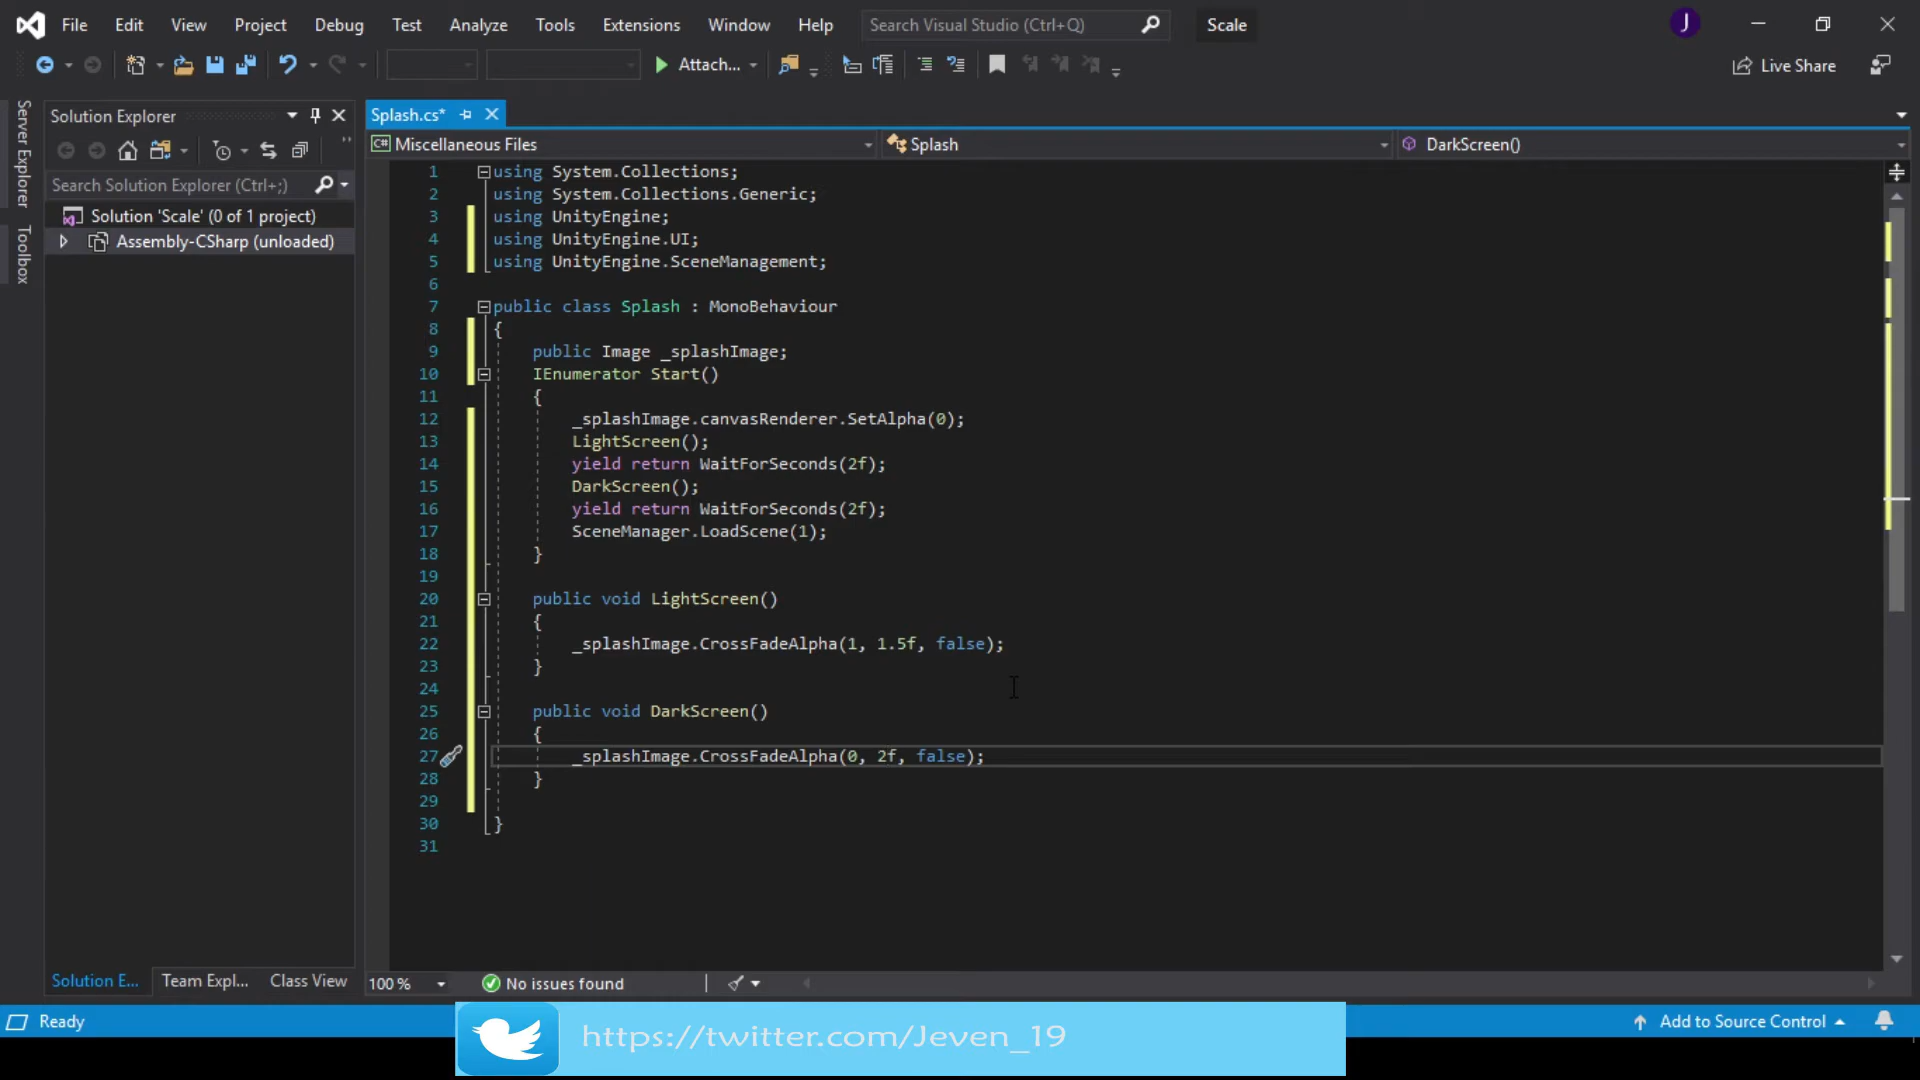 File Edit View Project Debug Test Analyze Tools Extensions Window Help Search Visual Studio (Ctrl+Q) Scale J
Attach... Live Share
Server Explorer
Toolbox
Solution Explorer
Search Solution Explorer (Ctrl+;)
Solution 'Scale' (0 of 1 project)
Assembly-CSharp (unloaded)
Splash.cs*
C# Miscellaneous Files Splash DarkScreen()
1 using System.Collections;
2 using System.Collections.Generic;
3 using UnityEngine;
4 using UnityEngine.UI;
5 using UnityEngine.SceneManagement;
6
7 public class Splash : MonoBehaviour
8 {
9 public Image _splashImage;
10 IEnumerator Start()
11 {
12 _splashImage.canvasRenderer.SetAlpha(0);
13 LightScreen();
14 yield return WaitForSeconds(2f);
15 DarkScreen();
16 yield return WaitForSeconds(2f);
17 SceneManager.LoadScene(1);
18 }
19
20 public void LightScreen()
21 {
22 _splashImage.CrossFadeAlpha(1, 1.5f, false);
23 }
24
25 public void DarkScreen()
26 {
27 _splashImage.CrossFadeAlpha(0, 2f, false);
28 }
29
30 }
31
Solution E... Team Expl... Class View 100 % No issues found
Ready Add to Source Control
https://twitter.com/Jeven_19